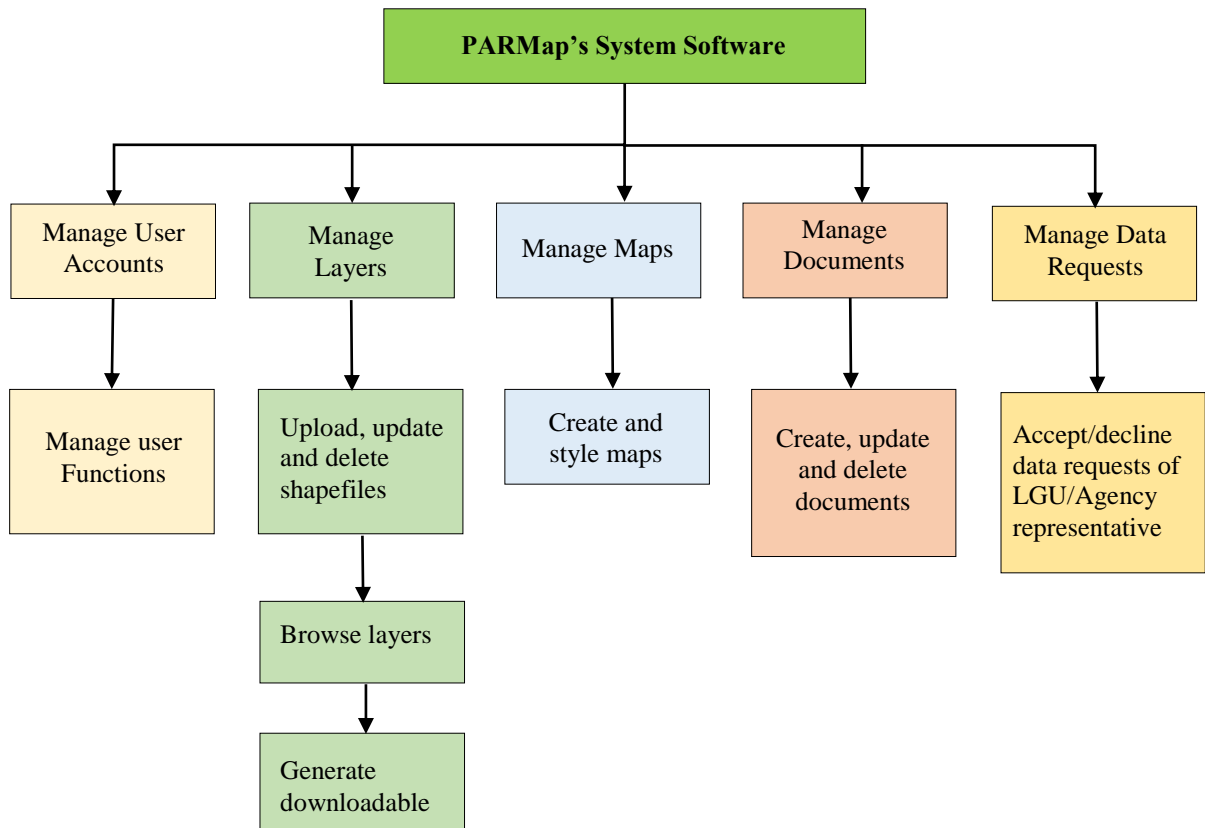 PARMap’s System Software
Manage User
Accounts
Manage
Layers
Manage Maps
Manage
Documents
Manage Data
Requests
Manage user
Functions
Upload, update
and delete
shapefiles
Create and
style maps
Create, update
and delete
documents
Accept/decline
data requests of
LGU/Agency
representative
Browse layers
Generate
downloadable